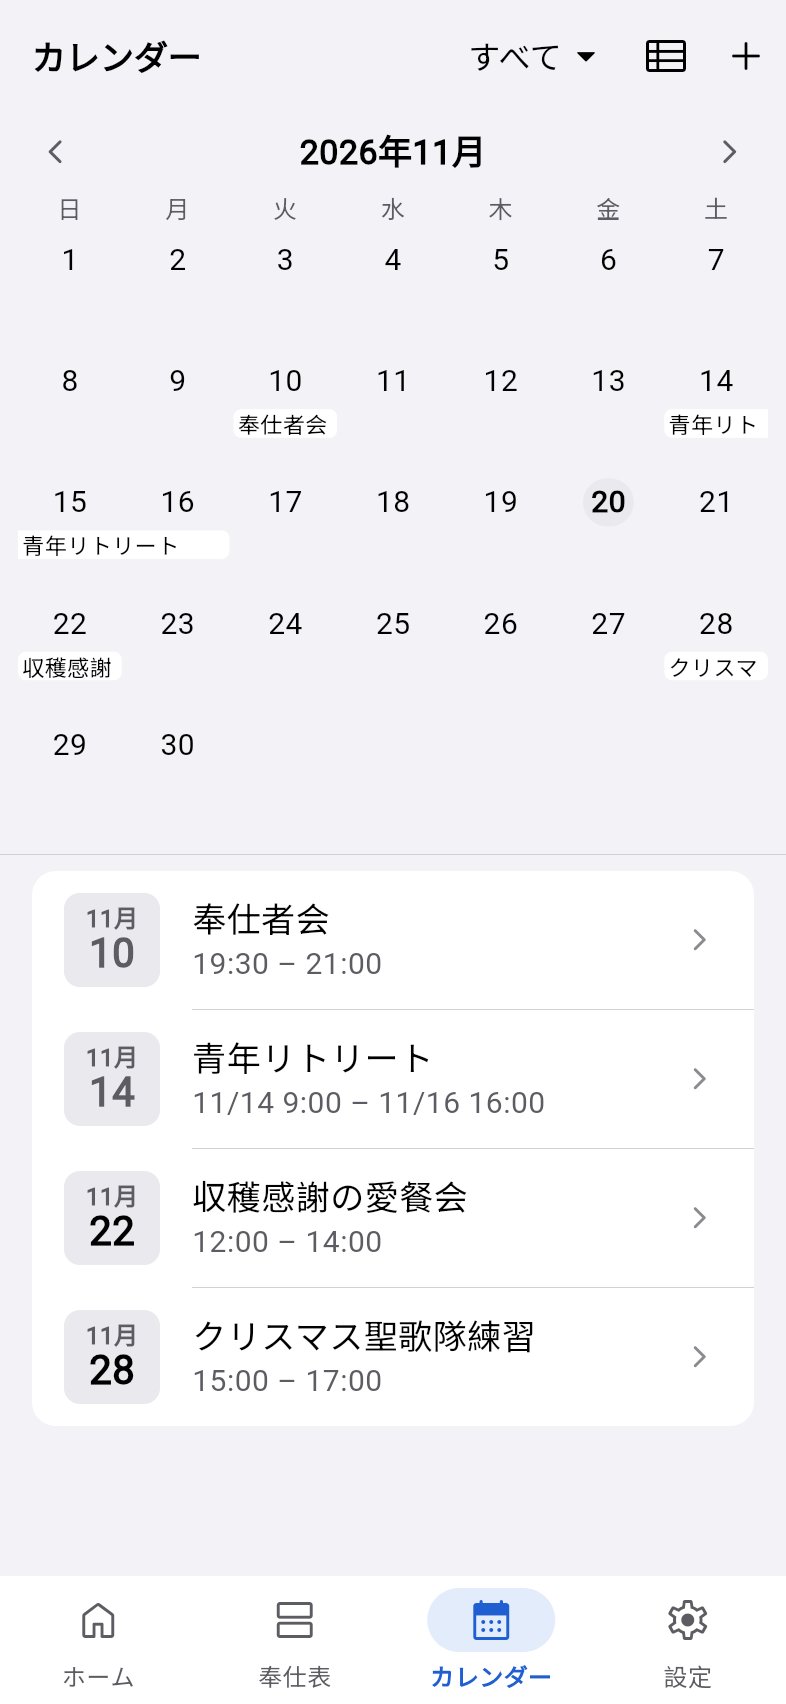 カレンダー すべて
2026年11月
日 月 火 水 木 金 土
1 2 3 4 5 6 7
8 9 10 11 12 13 14
奉仕者会 青年リト
15 16 17 18 19 20 21
青年リトリート
22 23 24 25 26 27 28
収穫感謝 クリスマ
29 30
11月
10
奉仕者会
19:30 – 21:00
11月
14
青年リトリート
11/14 9:00 – 11/16 16:00
11月
22
収穫感謝の愛餐会
12:00 – 14:00
11月
28
クリスマス聖歌隊練習
15:00 – 17:00
ホーム 奉仕表 カレンダー 設定